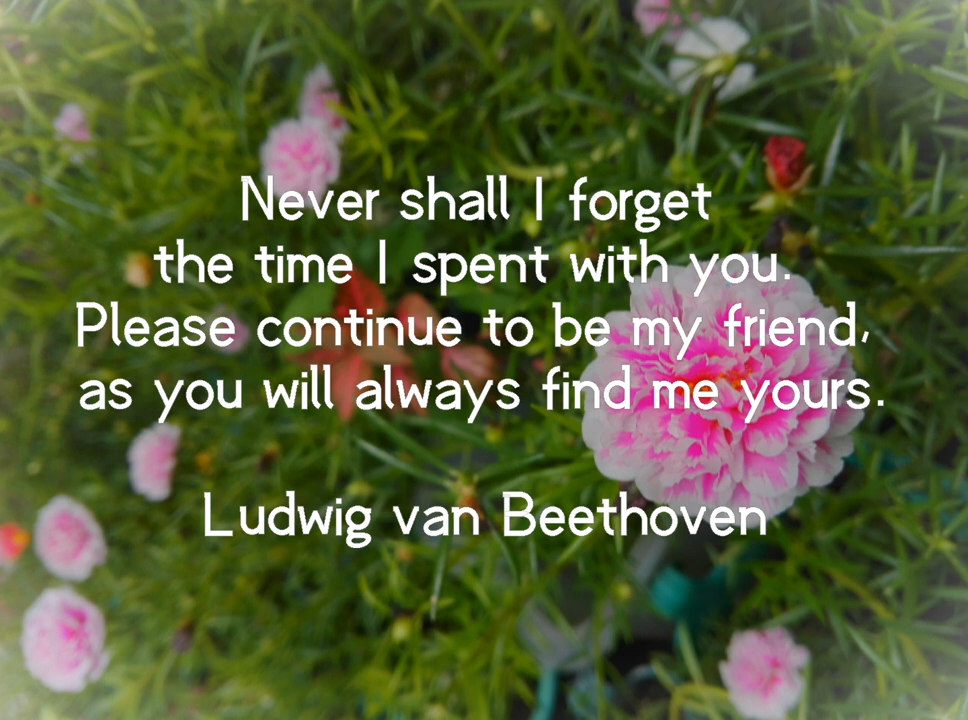 Never shall I forget
the time I spent with you.
Please continue to be my friend,
as you will always find me yours.
Ludwig van Beethoven